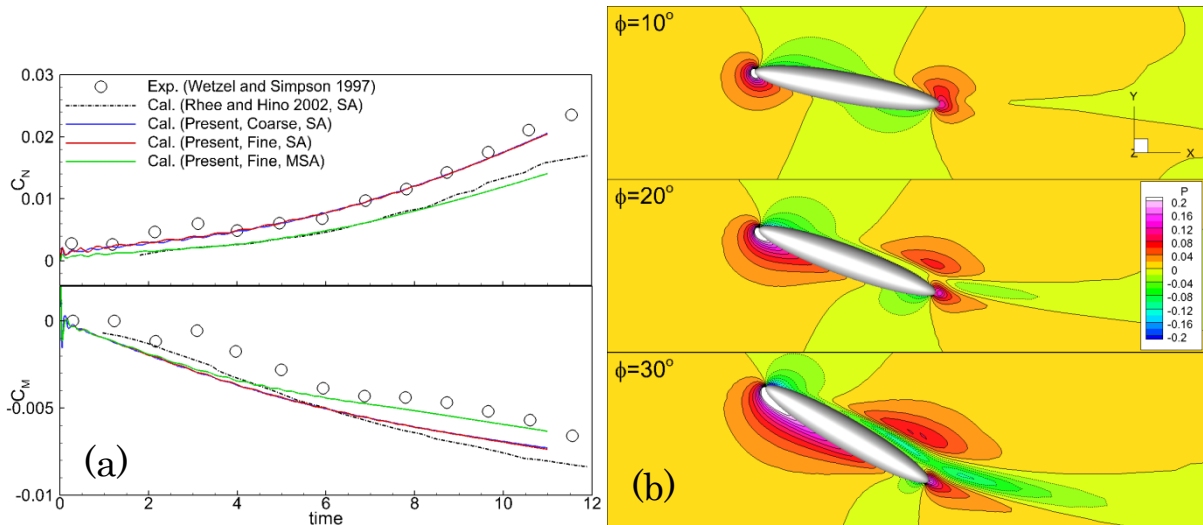 0.03
0.02
0.01
0
C_N
Exp. (Wetzel and Simpson 1997)
Cal. (Rhee and Hino 2002, SA)
Cal. (Present, Coarse, SA)
Cal. (Present, Fine, SA)
Cal. (Present, Fine, MSA)
0
-0.005
-0.01
-C_M
(a)
0 2 4 6 8 10 12
time
ϕ=10°
Y
Z X
ϕ=20°
P
0.2
0.16
0.12
0.08
0.04
0
-0.04
-0.08
-0.12
-0.16
-0.2
ϕ=30°
(b)